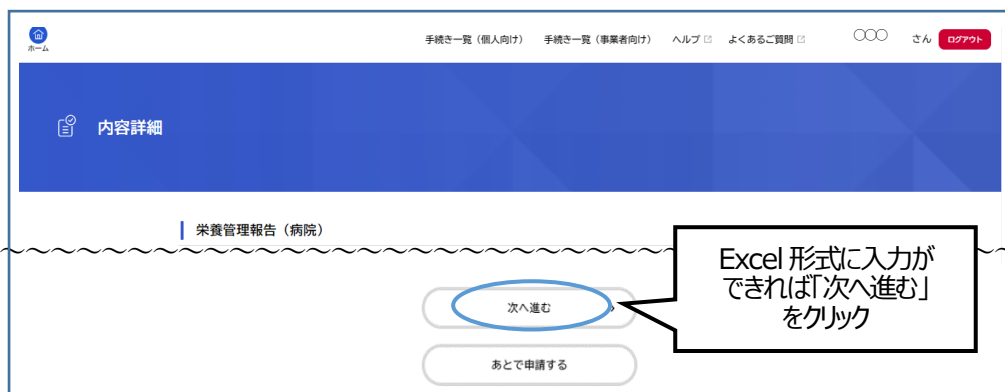 ホーム
手続き一覧（個人向け） 手続き一覧（事業者向け） ヘルプ よくあるご質問 〇〇〇 さん ログアウト
内容詳細
栄養管理報告（病院）
Excel 形式に入力が
できれば「次へ進む」
をクリック
次へ進む
あとで申請する